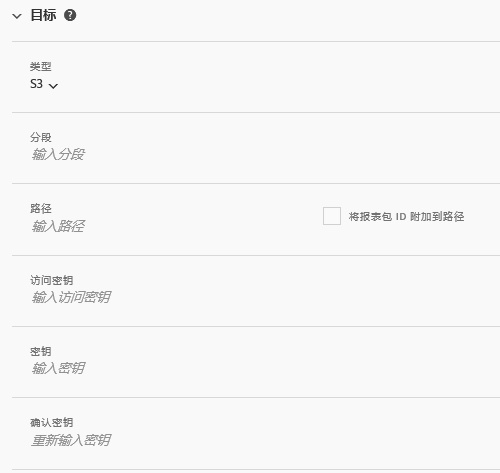 目标 ?
类型
S3
分段
输入分段
路径
输入路径
将报表包 ID 附加到路径
访问密钥
输入访问密钥
密钥
输入密钥
确认密钥
重新输入密钥